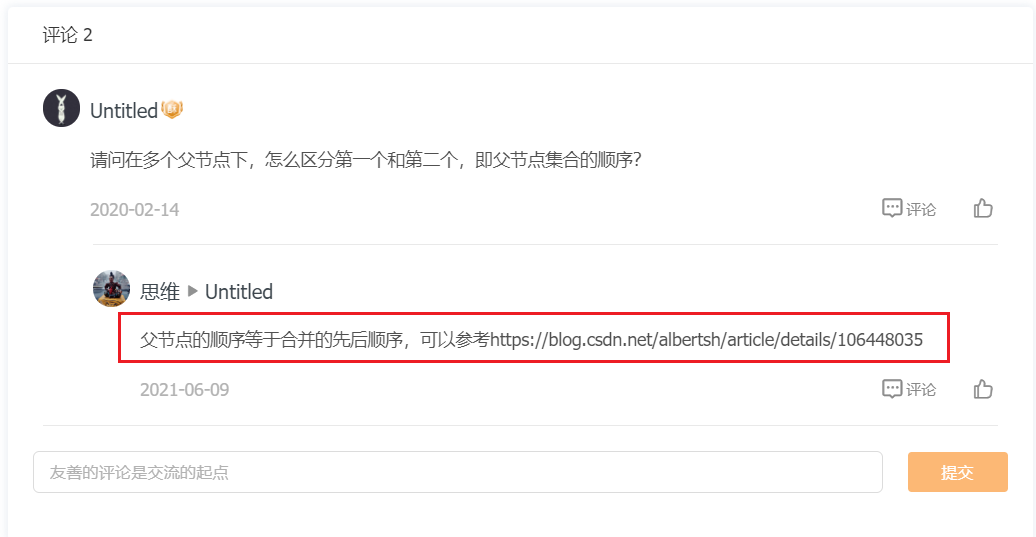 评论 2
Untitled
请问在多个父节点下，怎么区分第一个和第二个，即父节点集合的顺序?
2020-02-14
评论
思维 ▶ Untitled
父节点的顺序等于合并的先后顺序，可以参考https://blog.csdn.net/albertsh/article/details/106448035
2021-06-09
评论
友善的评论是交流的起点
提交